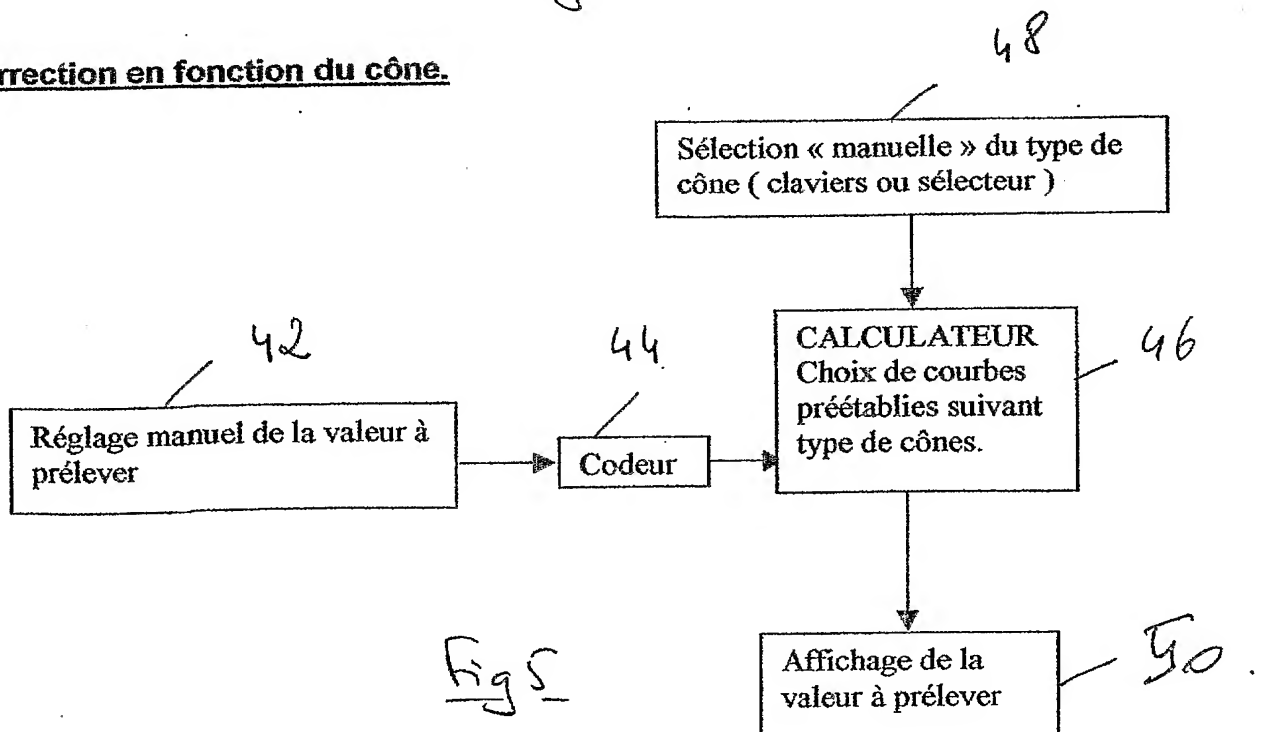 rrection en fonction du cône.
48
Sélection « manuelle » du type de
cône ( claviers ou sélecteur )
42
44
CALCULATEUR
Choix de courbes
préétablies suivant
type de cônes.
46
Réglage manuel de la valeur à
prélever
Codeur
Fig 5
Affichage de la
valeur à prélever
50.